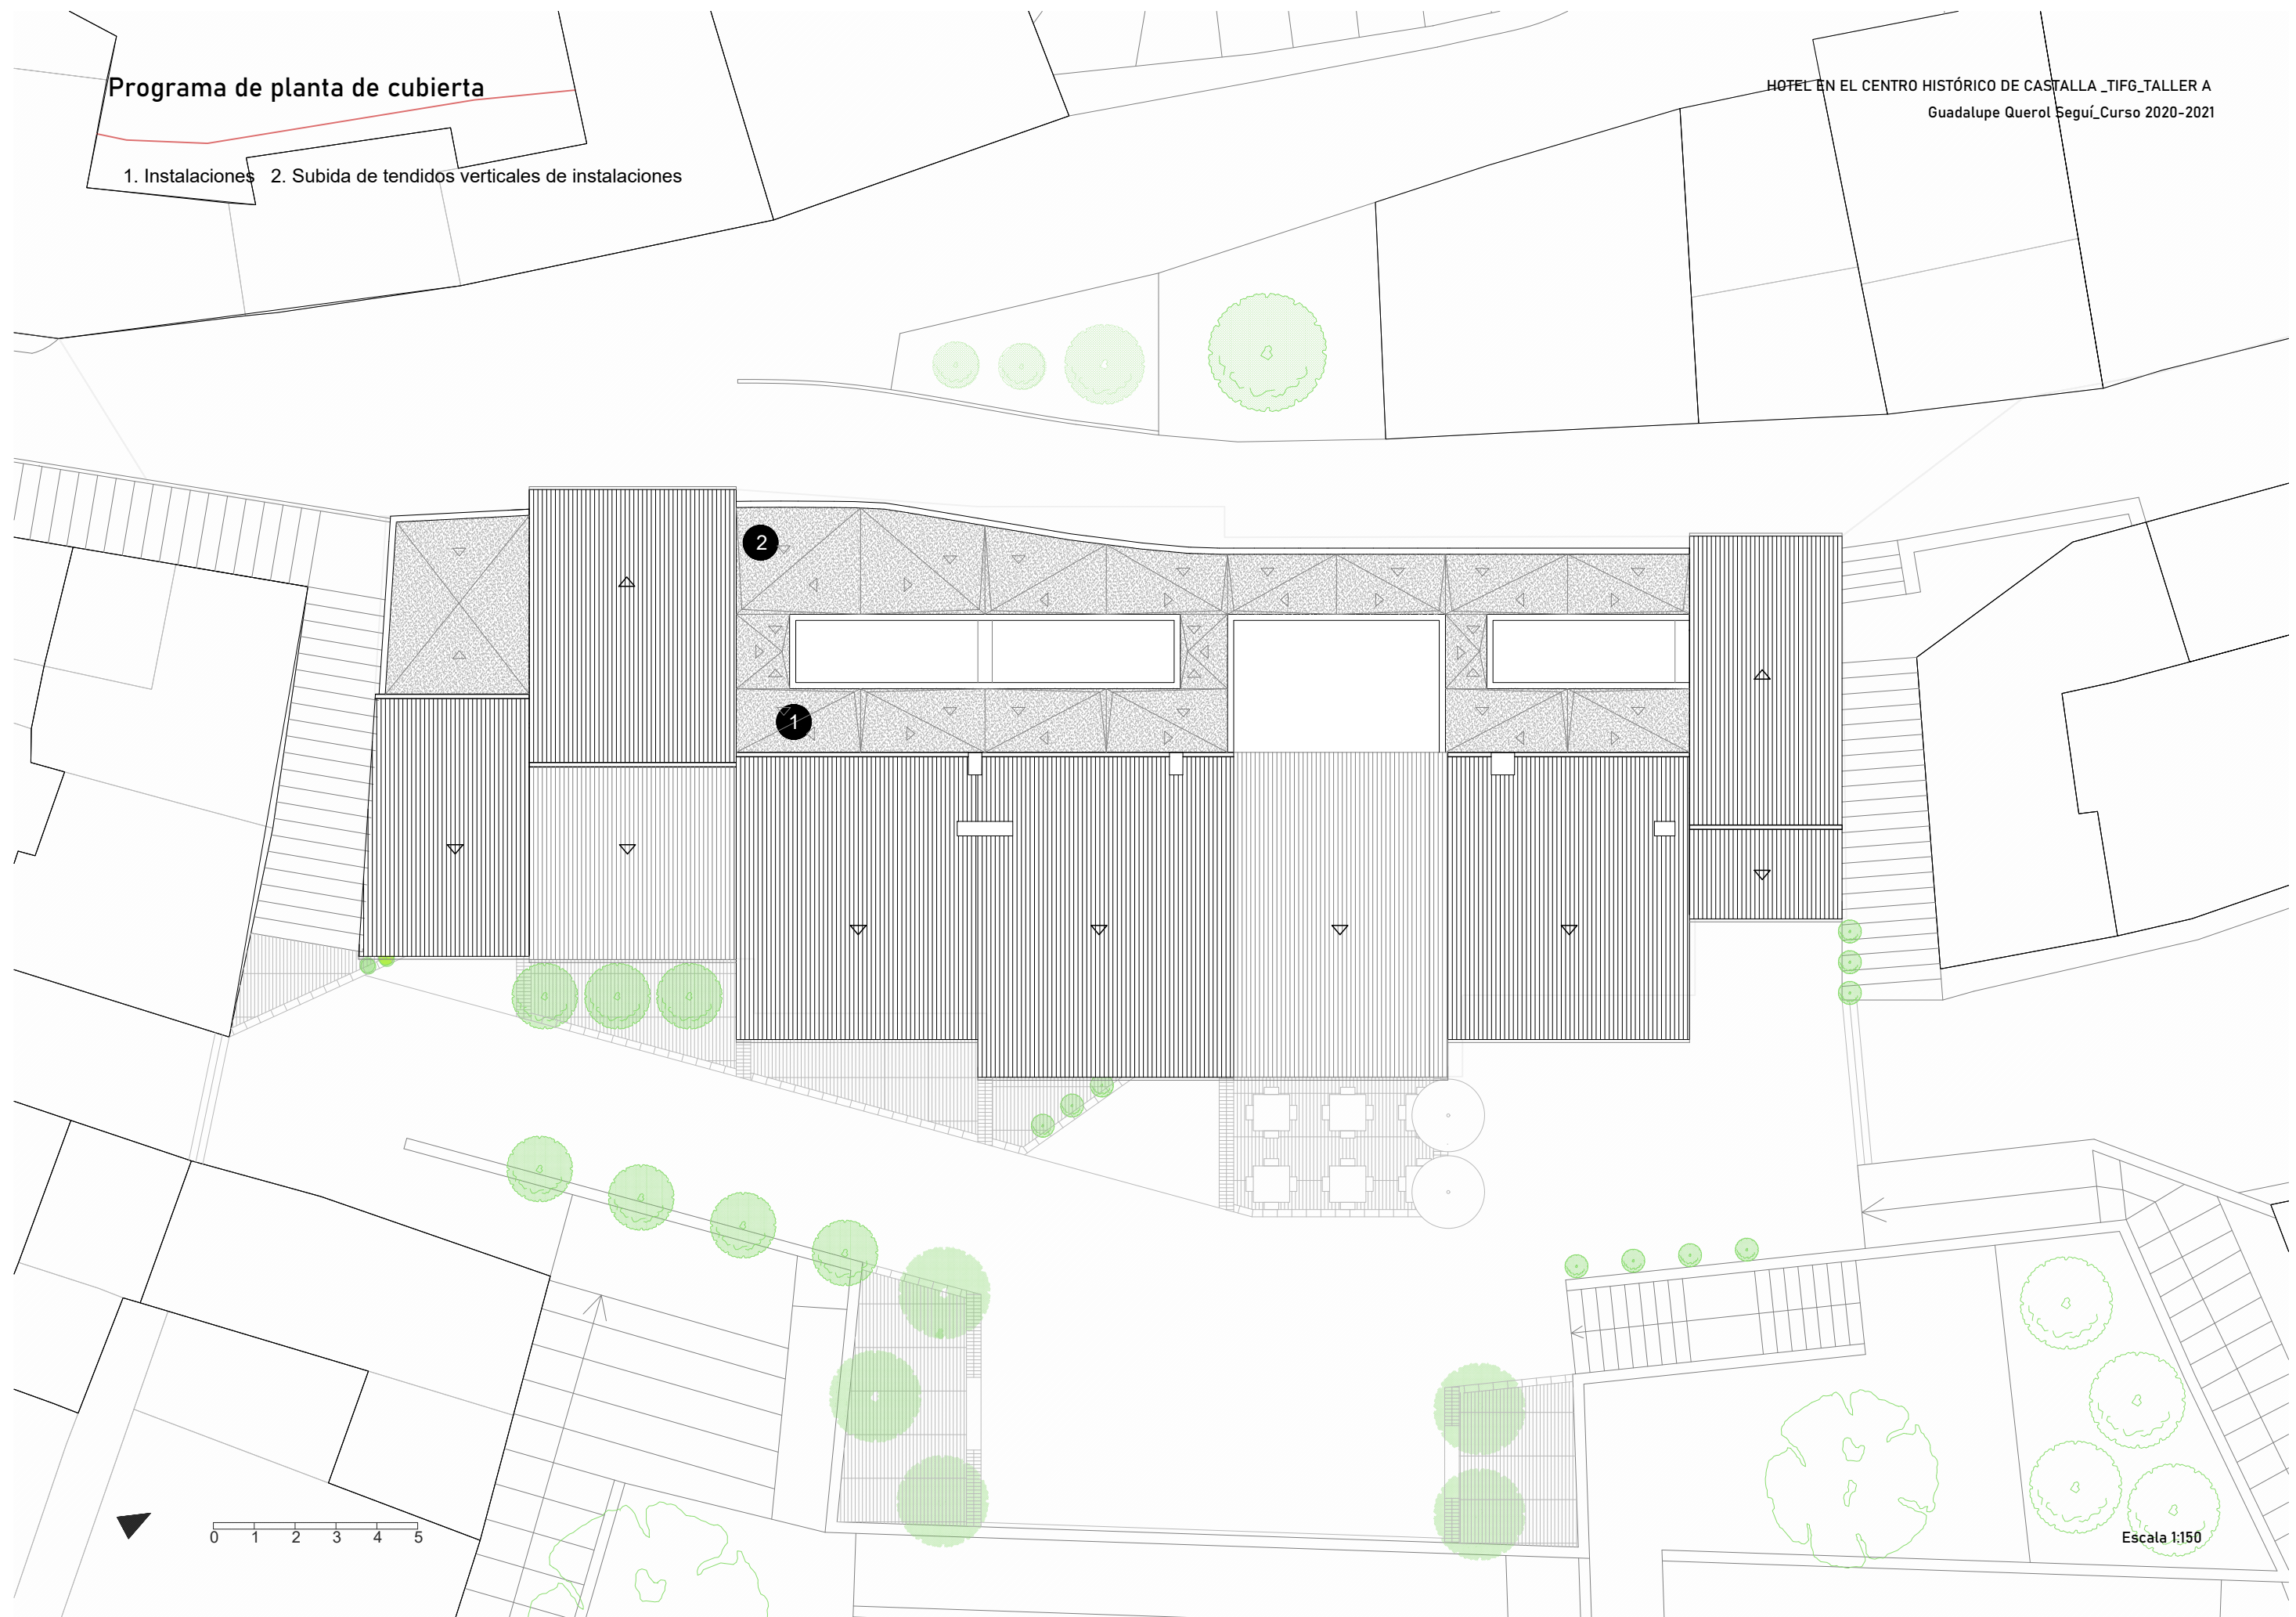 Programa de planta de cubierta
HOTEL EN EL CENTRO HISTÓRICO DE CASTALLA _TIFG_TALLER A
Guadalupe Querol Seguí_Curso 2020-2021
1. Instalaciones 2. Subida de tendidos verticales de instalaciones
2
1
0 1 2 3 4 5
Escala 1:150